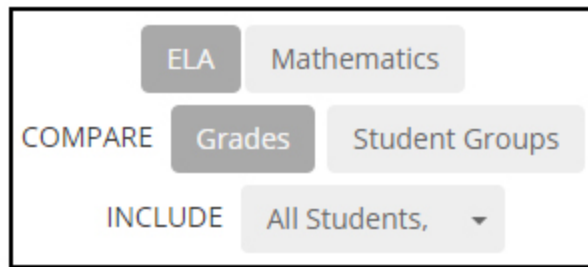 ELA Mathematics
COMPARE Grades Student Groups
INCLUDE All Students,